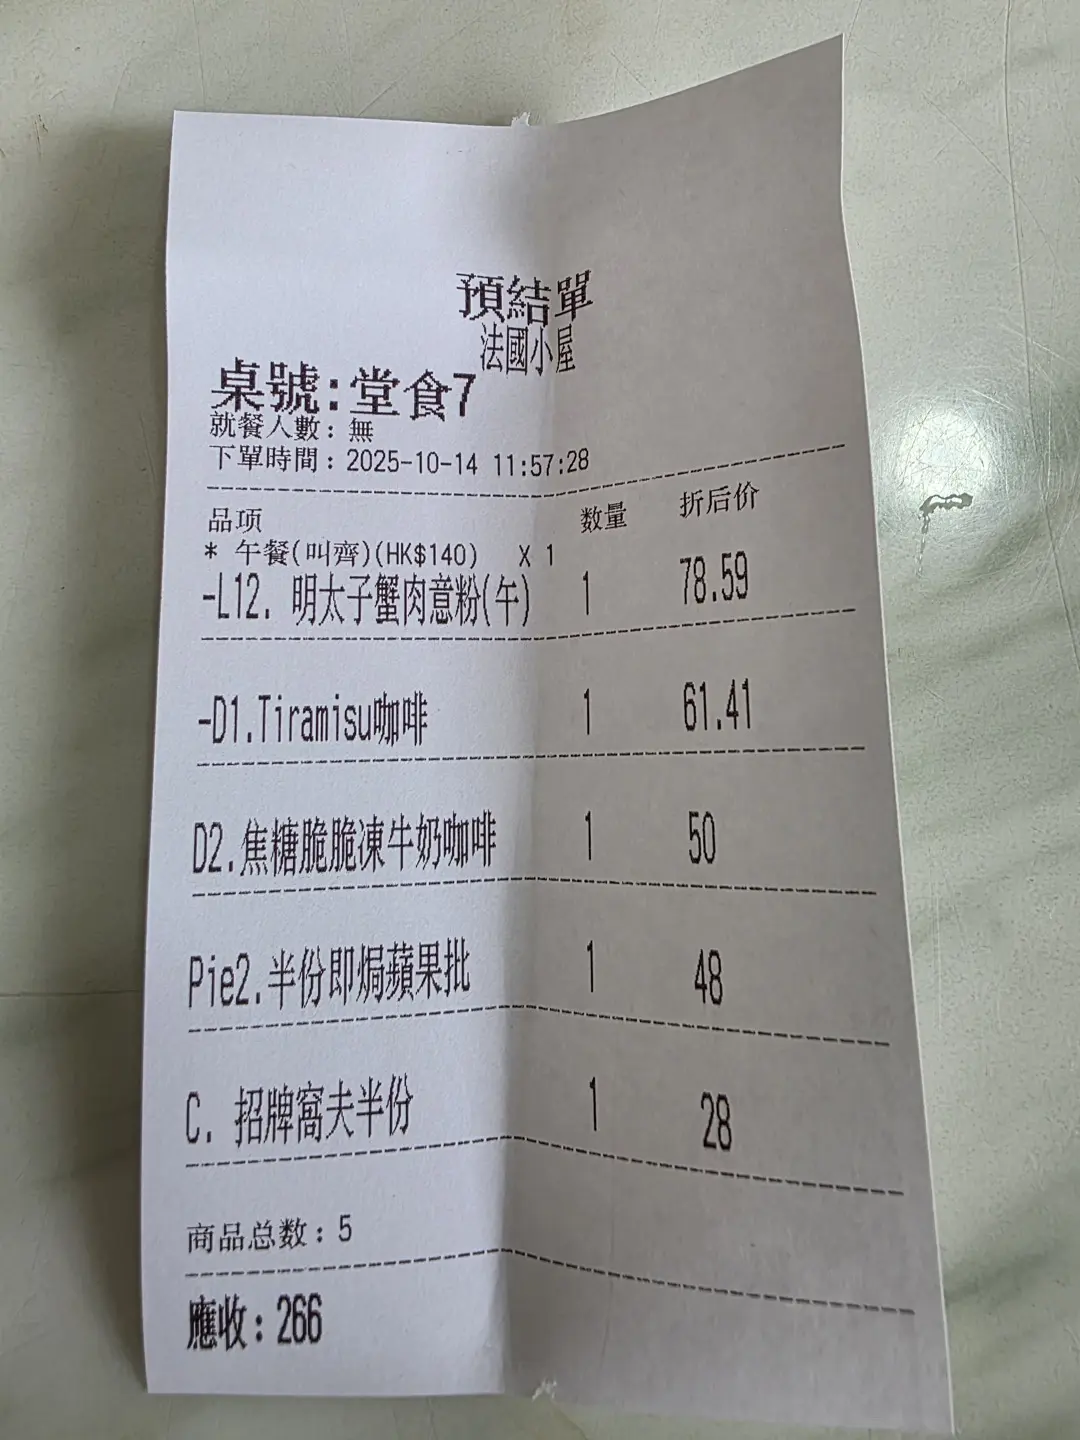 預結單
法國小屋
桌號:堂食7
就餐人數: 無
下單時間: 2025-10-14 11:57:28
品项 数量 折后价
* 午餐(叫齊)(HK$140) X 1
-L12. 明太子蟹肉意粉(午) 1 78.59
-D1.Tiramisu咖啡 1 61.41
D2.焦糖脆脆凍牛奶咖啡 1 50
Pie2.半份即焗蘋果批 1 48
C. 招牌窩夫半份 1 28
商品总数: 5
應收: 266